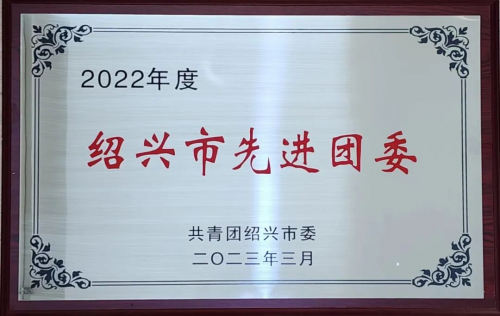 2022年度
绍兴市先进团委
共青团绍兴市委
二〇二三年三月